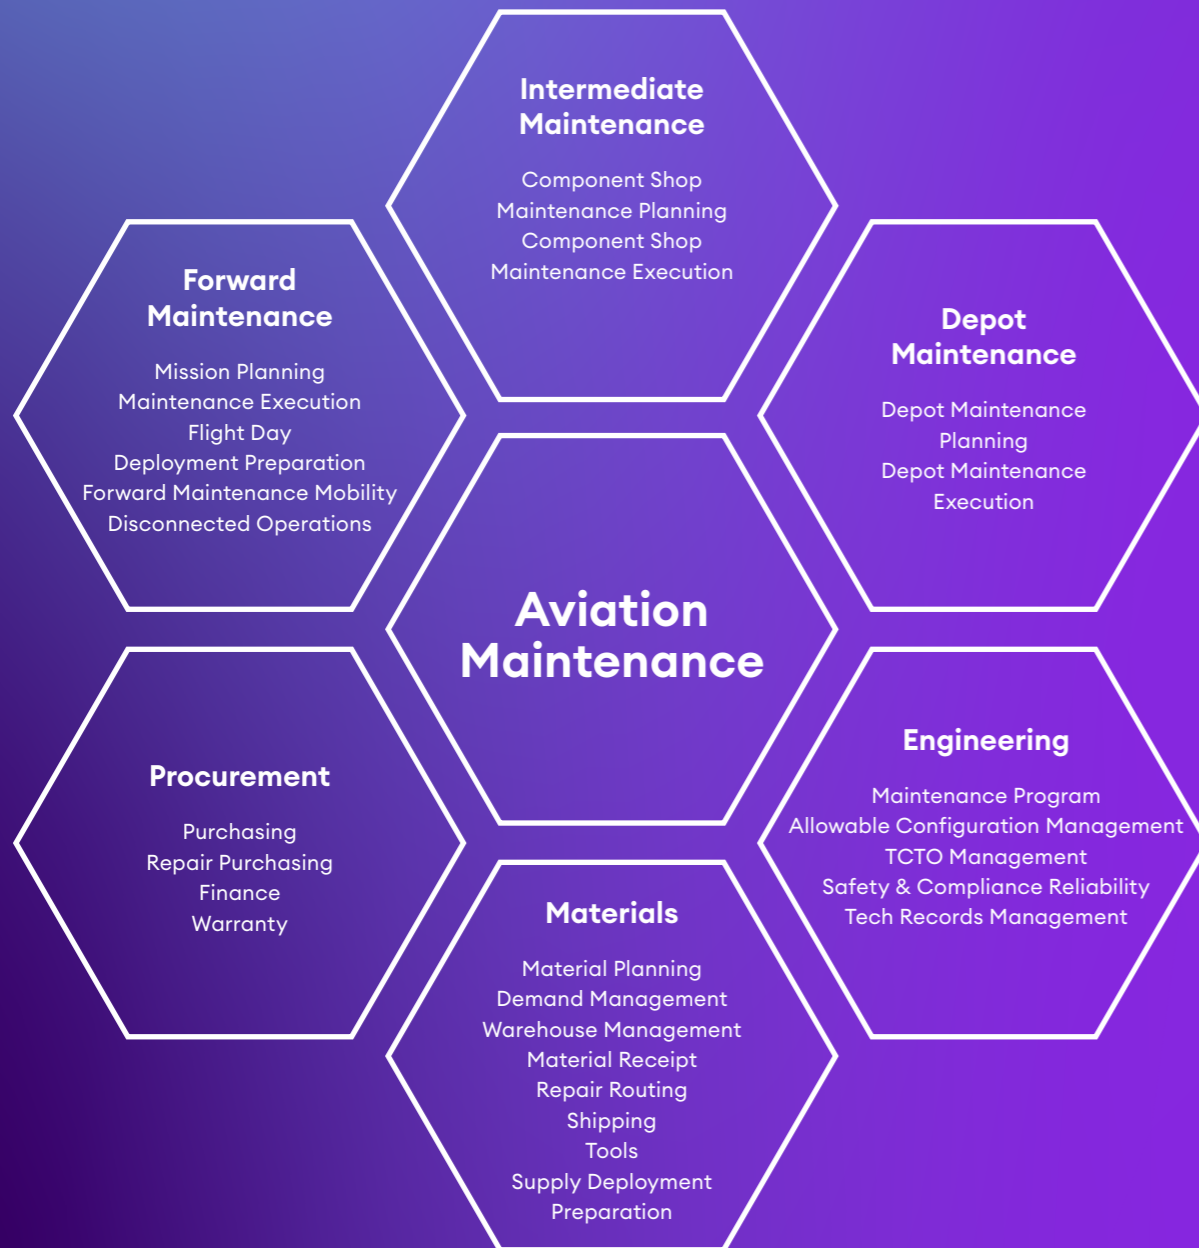 Intermediate
Maintenance
Component Shop
Maintenance Planning
Component Shop
Maintenance Execution
Forward
Maintenance
Mission Planning
Maintenance Execution
Flight Day
Deployment Preparation
Forward Maintenance Mobility
Disconnected Operations
Depot
Maintenance
Depot Maintenance
Planning
Depot Maintenance
Execution
Aviation
Maintenance
Procurement
Purchasing
Repair Purchasing
Finance
Warranty
Engineering
Maintenance Program
Allowable Configuration Management
TCTO Management
Safety & Compliance Reliability
Tech Records Management
Materials
Material Planning
Demand Management
Warehouse Management
Material Receipt
Repair Routing
Shipping
Tools
Supply Deployment
Preparation